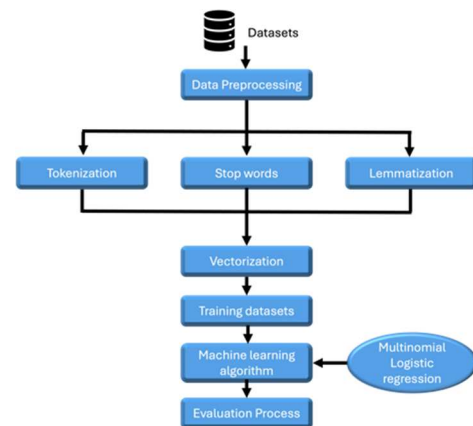 Datasets
Data Preprocessing
Tokenization
Stop words
Lemmatization
Vectorization
Training datasets
Machine learning
algorithm
Multinomial
Logistic
regression
Evaluation Process